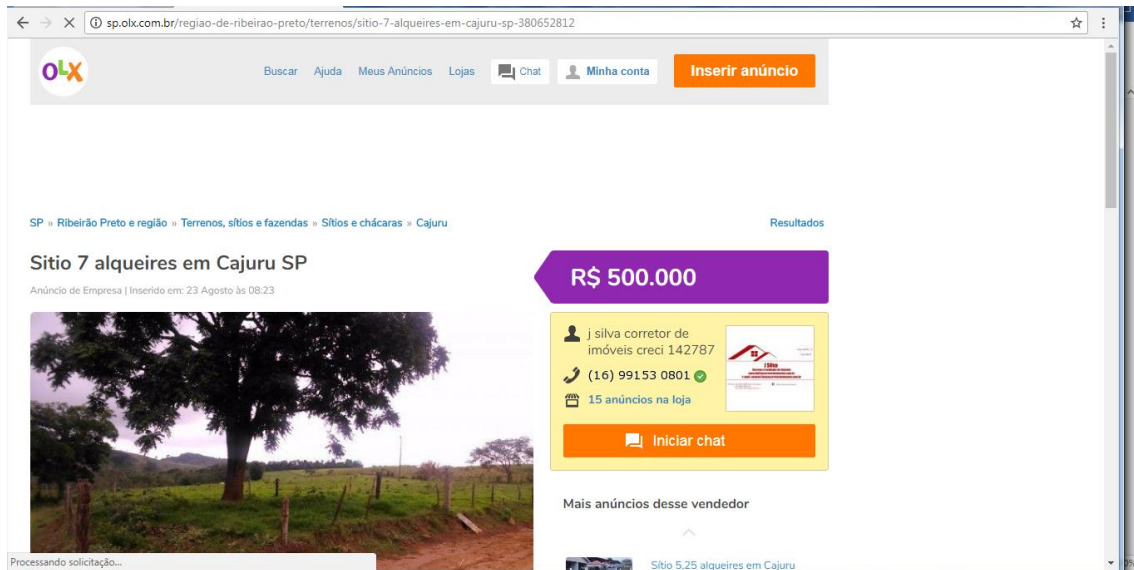 sp.olx.com.br/regiao-de-ribeirao-preto/terrenos/sitio-7-alqueires-em-cajuru-sp-380652812
OLX
Buscar Ajuda Meus Anúncios Lojas Chat Minha conta Inserir anúncio
SP » Ribeirão Preto e região » Terrenos, sítios e fazendas » Sítios e chácaras » Cajuru
Resultados
Sitio 7 alqueires em Cajuru SP
Anúncio de Empresa | Inserido em: 23 Agosto às 08:23
R$ 500.000
j silva corretor de
imóveis creci 142787
(16) 99153 0801
15 anúncios na loja
J Silva
Iniciar chat
Mais anúncios desse vendedor
Sítio 5,25 alqueires em Cajuru
Processando solicitação...